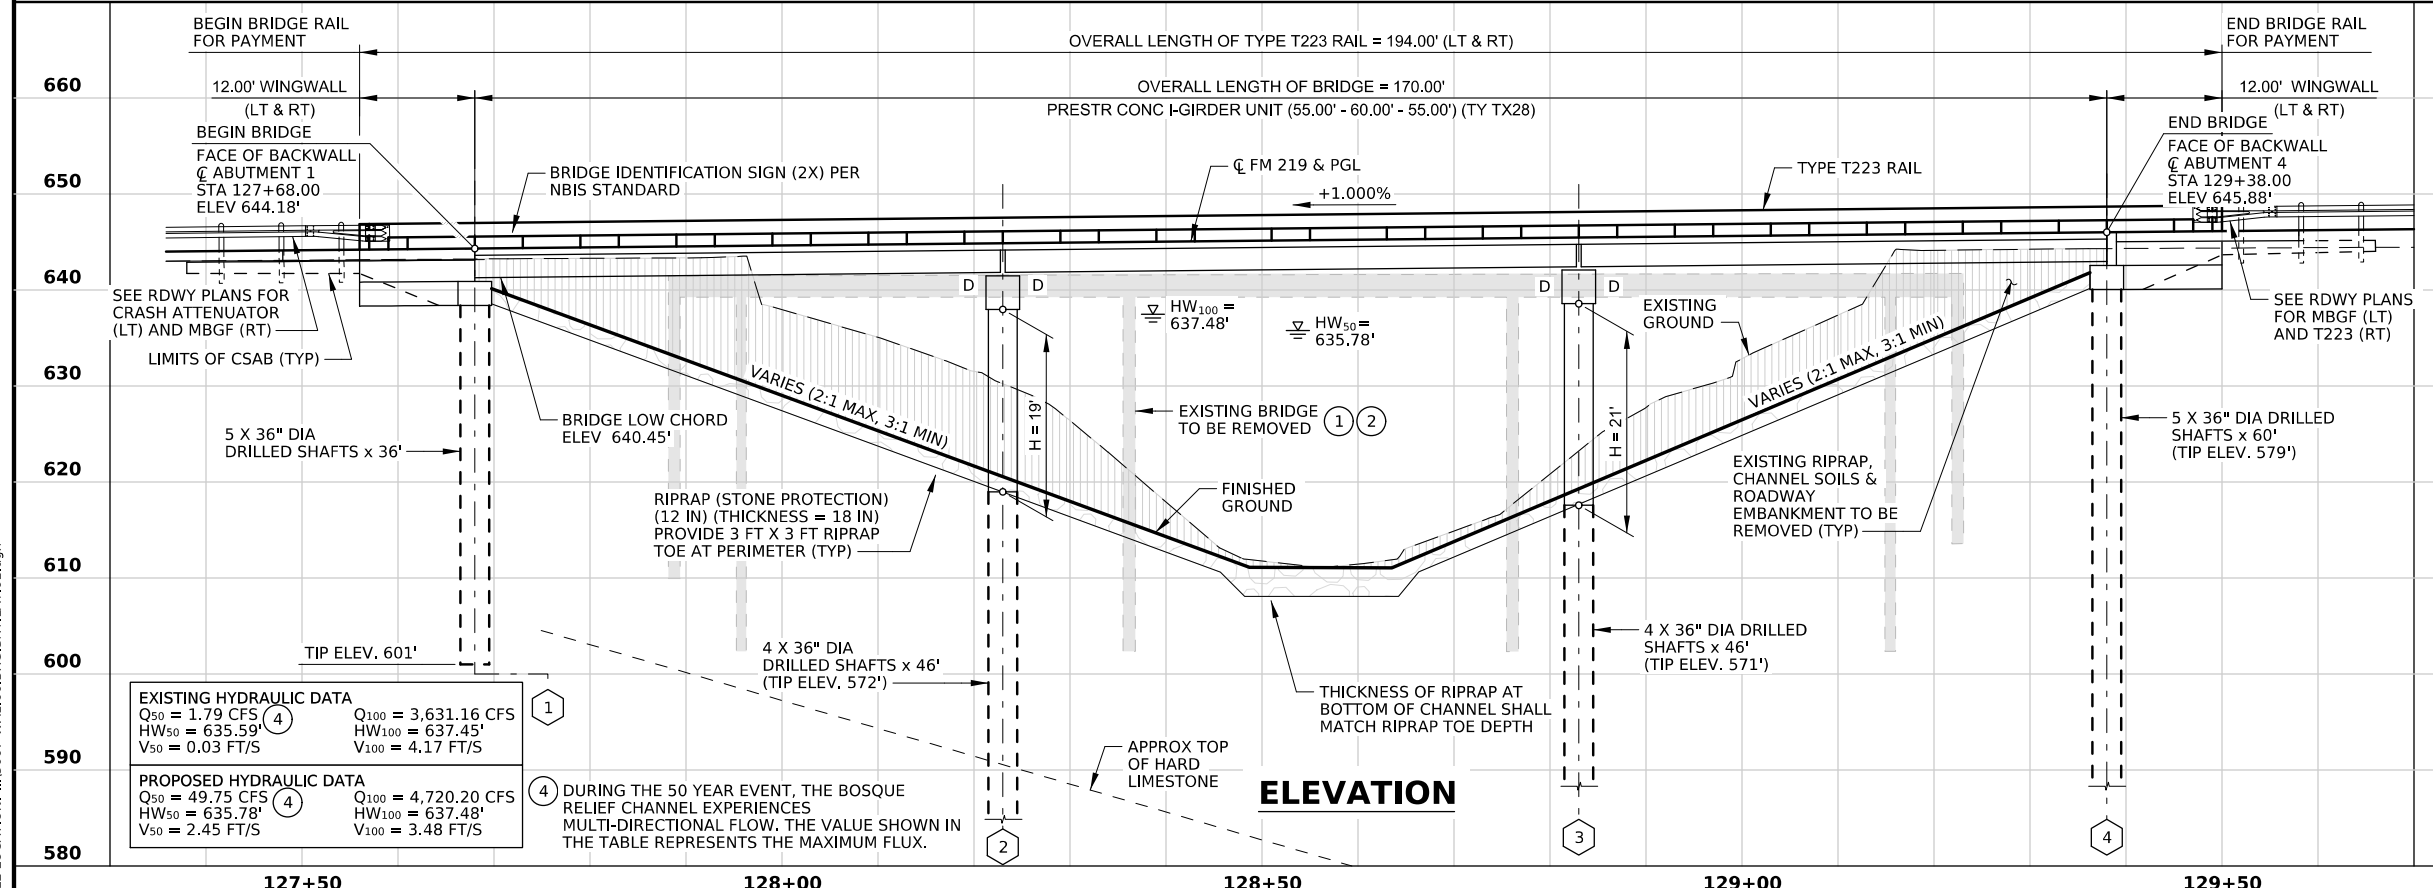 BEGIN BRIDGE RAIL
FOR PAYMENT
OVERALL LENGTH OF TYPE T223 RAIL = 194.00' (LT & RT)
END BRIDGE RAIL
FOR PAYMENT
660
12.00' WINGWALL
(LT & RT)
OVERALL LENGTH OF BRIDGE = 170.00'
PRESTR CONC I-GIRDER UNIT (55.00' - 60.00' - 55.00') (TY TX28)
12.00' WINGWALL
(LT & RT)
BEGIN BRIDGE
FACE OF BACKWALL
℄ ABUTMENT 1
STA 127+68.00
ELEV 644.18'
BRIDGE IDENTIFICATION SIGN (2X) PER
NBIS STANDARD
℄ FM 219 & PGL
+1.000%
TYPE T223 RAIL
END BRIDGE
FACE OF BACKWALL
℄ ABUTMENT 4
STA 129+38.00
ELEV 645.88'
650
640
SEE RDWY PLANS FOR
CRASH ATTENUATOR
(LT) AND MBGF (RT)
LIMITS OF CSAB (TYP)
D
D
HW100 =
637.48'
HW50 =
635.78'
D
D
EXISTING
GROUND
SEE RDWY PLANS
FOR MBGF (LT)
AND T223 (RT)
630
VARIES (2:1 MAX, 3:1 MIN)
H = 19'
H = 21'
VARIES (2:1 MAX, 3:1 MIN)
BRIDGE LOW CHORD
ELEV 640.45'
EXISTING BRIDGE
TO BE REMOVED
1
2
5 X 36" DIA
DRILLED SHAFTS x 36'
5 X 36" DIA DRILLED
SHAFTS x 60'
(TIP ELEV. 579')
620
RIPRAP (STONE PROTECTION)
(12 IN) (THICKNESS = 18 IN)
PROVIDE 3 FT X 3 FT RIPRAP
TOE AT PERIMETER (TYP)
FINISHED
GROUND
EXISTING RIPRAP,
CHANNEL SOILS &
ROADWAY
EMBANKMENT TO BE
REMOVED (TYP)
610
600
TIP ELEV. 601'
4 X 36" DIA
DRILLED SHAFTS x 46'
(TIP ELEV. 572')
4 X 36" DIA DRILLED
SHAFTS x 46'
(TIP ELEV. 571')
THICKNESS OF RIPRAP AT
BOTTOM OF CHANNEL SHALL
MATCH RIPRAP TOE DEPTH
1
EXISTING HYDRAULIC DATA
Q50 = 1.79 CFS 4 Q100 = 3,631.16 CFS
HW50 = 635.59' HW100 = 637.45'
V50 = 0.03 FT/S V100 = 4.17 FT/S
590
APPROX TOP
OF HARD
LIMESTONE
ELEVATION
PROPOSED HYDRAULIC DATA
Q50 = 49.75 CFS 4 Q100 = 4,720.20 CFS
HW50 = 635.78' HW100 = 637.48'
V50 = 2.45 FT/S V100 = 3.48 FT/S
4 DURING THE 50 YEAR EVENT, THE BOSQUE
RELIEF CHANNEL EXPERIENCES
MULTI-DIRECTIONAL FLOW. THE VALUE SHOWN IN
THE TABLE REPRESENTS THE MAXIMUM FLUX.
2
3
4
580
127+50
128+00
128+50
129+00
129+50